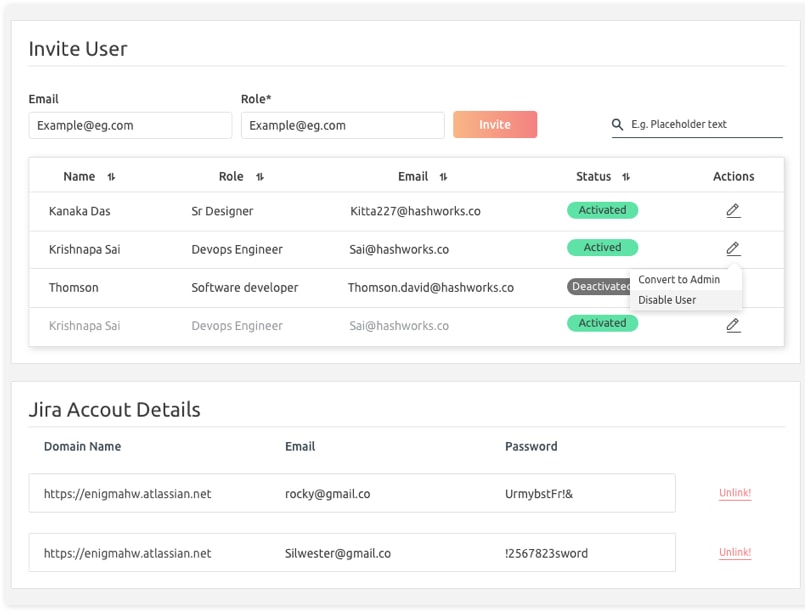 Invite User
Email Role*
Example@eg.com Example@eg.com Invite E.g. Placeholder text
Name Role Email Status Actions
Kanaka Das Sr Designer Kitta227@hashworks.co Activated
Krishnapa Sai Devops Engineer Sai@hashworks.co Actived
Convert to Admin
Thomson Software developer Thomson.david@hashworks.co Deactivated
Disable User
Krishnapa Sai Devops Engineer Sai@hashworks.co Activated
Jira Accout Details
Domain Name Email Password
https://enigmahw.atlassian.net rocky@gmail.co UrmybstFr!& Unlink!
https://enigmahw.atlassian.net Silwester@gmail.co !2567823sword Unlink!